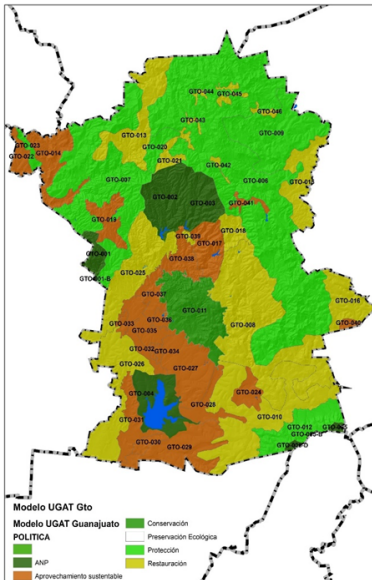 GTO-044
GTO-045
GTO-046
GTO-043
GTO-009
GTO-013
GTO-023
GTO-020
GTO-022
GTO-014
GTO-021
GTO-042
GTO-007
GTO-006
GTO-002
GTO-003
GTO-041
GTO-019
GTO-018
GTO-017
GTO-001
GTO-025
GTO-037
GTO-011
GTO-016
GTO-033
GTO-036
GTO-035
GTO-008
GTO-032
GTO-034
GTO-026
GTO-027
GTO-004
GTO-024
GTO-028
GTO-031
GTO-010
GTO-012
GTO-030
GTO-029
Modelo UGAT Gto
Modelo UGAT Guanajuato
POLITICA
ANP
Aprovechamiento sustentable
Conservación
Preservación Ecológica
Protección
Restauración